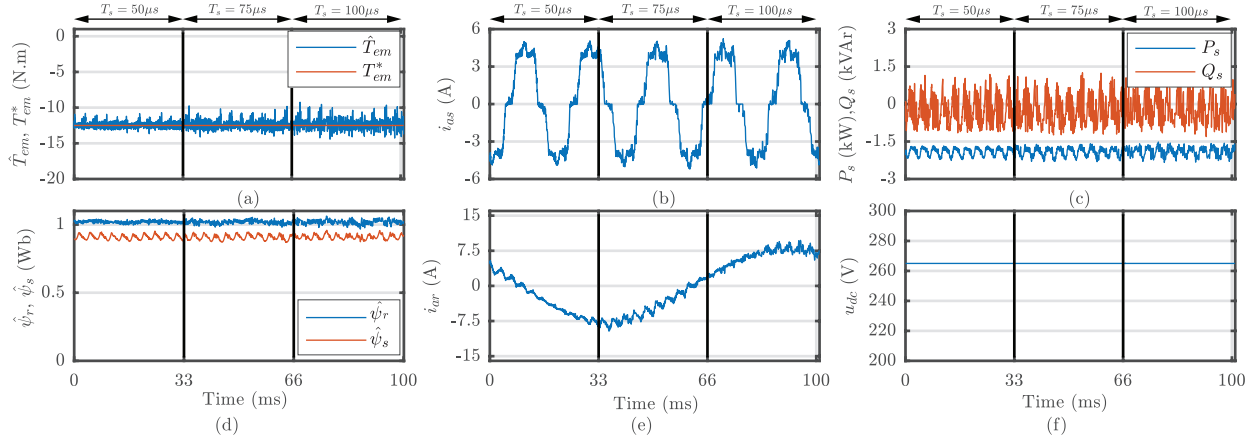 T_s = 50μs T_s = 75μs T_s = 100μs
T̂_em, T*_em (N.m)
0
-5
-10
-15
-20
T̂_em
T*_em
(a)
T_s = 50μs T_s = 75μs T_s = 100μs
i_as (A)
6
3
0
-3
-6
(b)
T_s = 50μs T_s = 75μs T_s = 100μs
P_s (kW),Q_s (kVAr)
3
1.5
0
-1.5
-3
P_s
Q_s
(c)
ψ̂_r, ψ̂_s (Wb)
1
0.5
0
ψ̂_r
ψ̂_s
0 33 66 100
Time (ms)
(d)
i_ar (A)
15
7.5
0
-7.5
-15
0 33 66 100
Time (ms)
(e)
u_dc (V)
300
280
260
240
220
200
0 33 66 100
Time (ms)
(f)